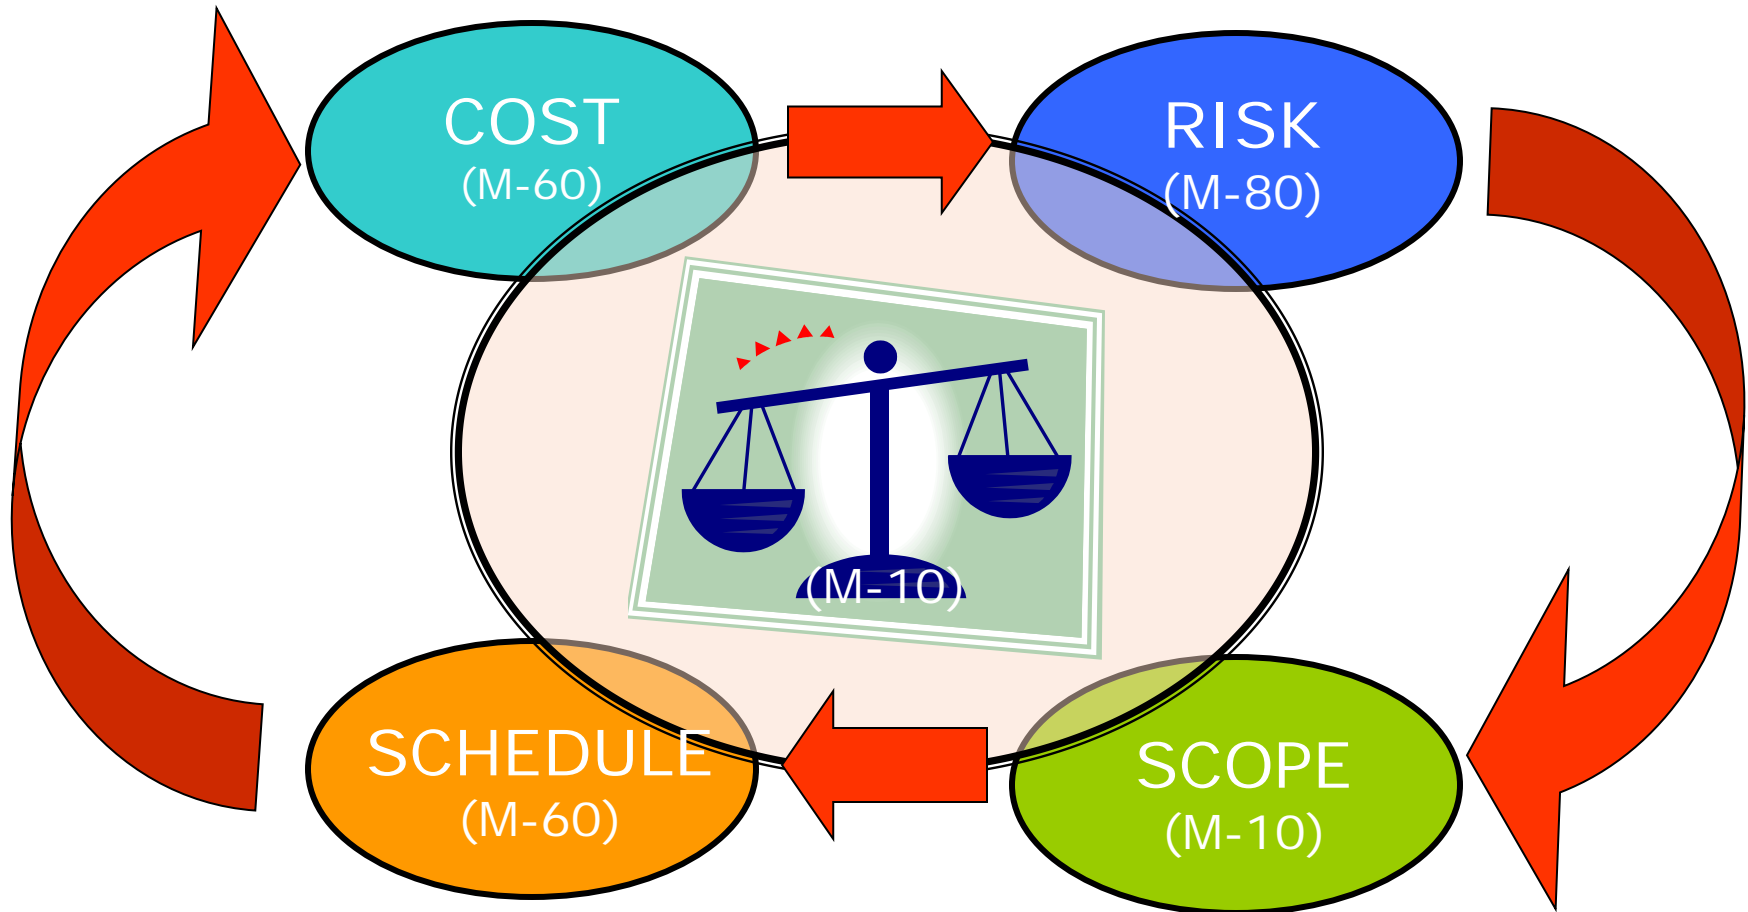 COST
(M-60)
RISK
(M-80)
(M-10)
SCHEDULE
(M-60)
SCOPE
(M-10)